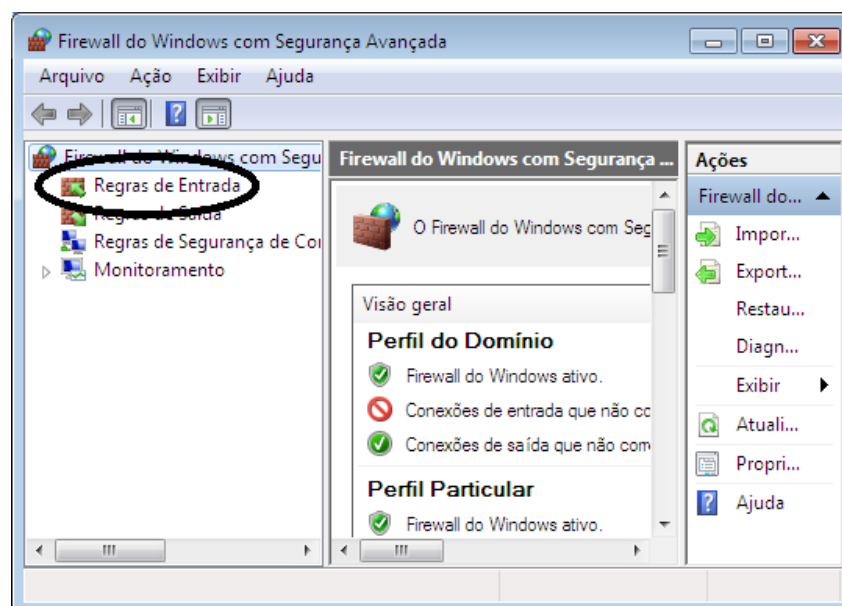 Firewall do Windows com Segurança Avançada
Arquivo Ação Exibir Ajuda
Firewall do Windows com Segu
Regras de Entrada
Regras de Saída
Regras de Segurança de Co
Monitoramento
Firewall do Windows com Segurança ...
O Firewall do Windows com Seg
Visão geral
Perfil do Domínio
Firewall do Windows ativo.
Conexões de entrada que não co
Conexões de saída que não com
Perfil Particular
Firewall do Windows ativo.
Ações
Firewall do...
Impor...
Export...
Restau...
Diagn...
Exibir
Atuali...
Propri...
Ajuda